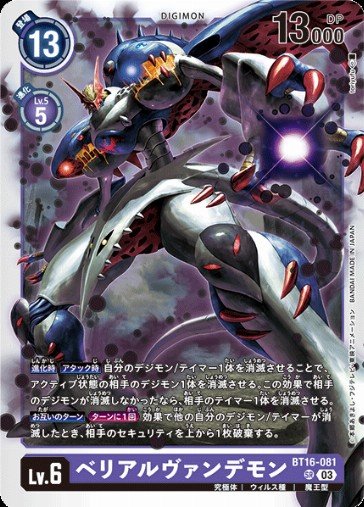 登場
13
DIGIMON
13000
DP
進化
Lv.5
5
進化時 アタック時 自分のデジモン/テイマー1体を消滅させることで、
アクティブ状態の相手のデジモン1体を消滅させる。この効果で相手
のデジモンが消滅しなかったなら、相手のテイマー1体を消滅させる。
お互いのターン ターンに1回 効果で他の自分のデジモン/テイマーが消
滅したとき、相手のセキュリティを上から1枚破棄する。
BANDAI MADE IN JAPAN
Lv.6
ベリアルヴァンデモン
BT16-081
SR 03
究極体 ウィルス種 魔王型